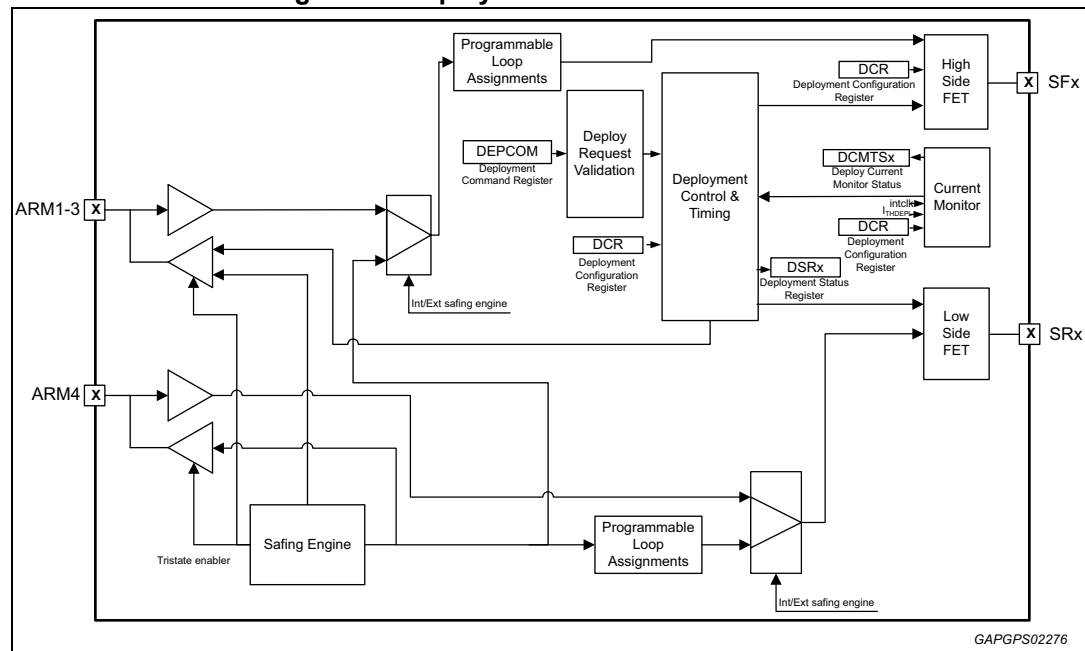 Programmable
Loop
Assignments
DCR
Deployment Configuration
Register
High
Side
FET
X
SFx
DEPCOM
Deployment
Command Register
Deploy
Request
Validation
Deployment
Control &
Timing
DCMTSx
Deploy Current
Monitor Status
intclk
ITHDEPL
Current
Monitor
DCR
Deployment
Configuration
Register
ARM1-3
X
DCR
Deployment
Configuration
Register
DSRx
Deployment Status
Register
Int/Ext safing engine
Low
Side
FET
X
SRx
ARM4
X
Safing Engine
Tristate enabler
Programmable
Loop
Assignments
Int/Ext safing engine
GAPGPS02276